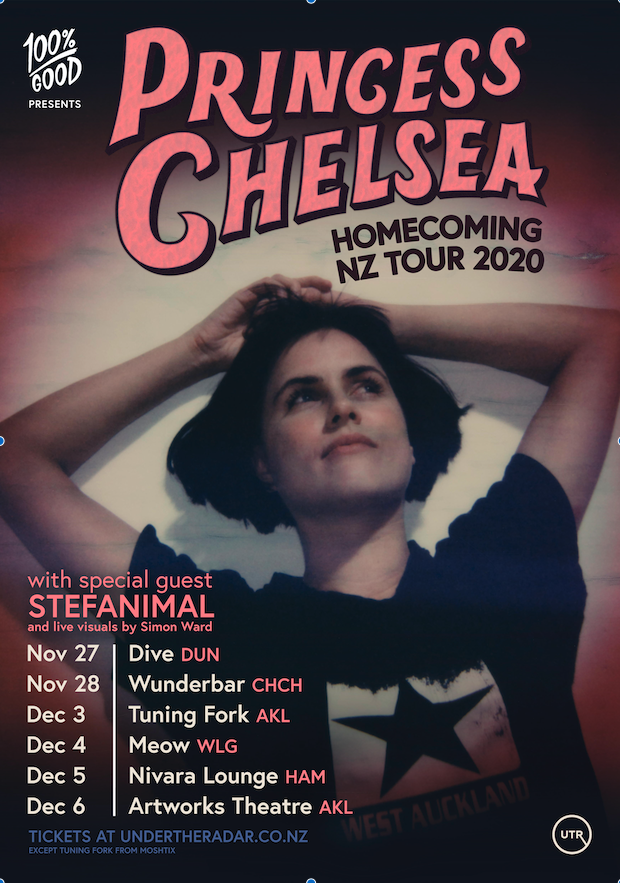 100%
GOOD
PRESENTS
PRINCESS
CHELSEA
HOMECOMING
NZ TOUR 2020
with special guest
STEFANIMAL
and live visuals by Simon Ward
Nov 27 Dive DUN
Nov 28 Wunderbar CHCH
Dec 3 Tuning Fork AKL
Dec 4 Meow WLG
Dec 5 Nivara Lounge HAM
Dec 6 Artworks Theatre AKL
WEST AUCKLAND
TICKETS AT UNDERTHERADAR.CO.NZ
EXCEPT TUNING FORK FROM MOSHTIX
UTR